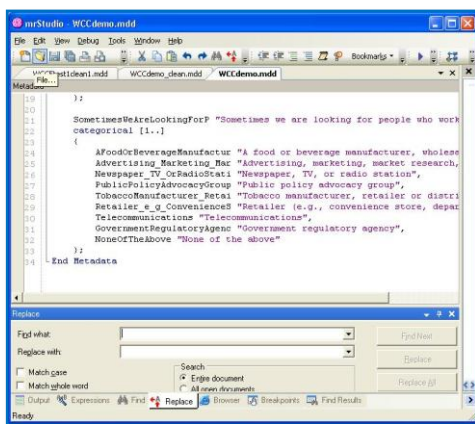 mrStudio - WCCdemo.mdd
File Edit View Debug Tools Window Help
Bookmarks
WCCtest1clean1.mdd WCCdemo_clean.mdd WCCdemo.mdd
File...
Metadata
19 );
20
21 SometimesWeAreLookingForP "Sometimes we are looking for people who work
22 categorical [1..]
23 {
24 AFoodOrBeverageManufactur "A food or beverage manufacturer, wholess
25 Advertising_Marketing_Mar "Advertising, marketing, market research,
26 Newspaper_TV_OrRadioStati "Newspaper, TV, or radio station",
27 PublicPolicyAdvocacyGroup "Public policy advocacy group",
28 TobaccoManufacturer_Retai "Tobacco manufacturer, retailer or distri
29 Retailer_e_g_ConvenienceS "Retailer (e.g., convenience store, depar
30 Telecommunications "Telecommunications",
31 GovernmentRegulatoryAgenc "Government regulatory agency",
32 NoneOfTheAbove "None of the above"
33 };
34 End Metadata
Replace
Find what:
Find Next
Replace with:
Replace
Search
Match case
Entire document
Match whole word
All open documents
Replace All
Output Expressions Find Replace Browser Breakpoints Find Results
Ready